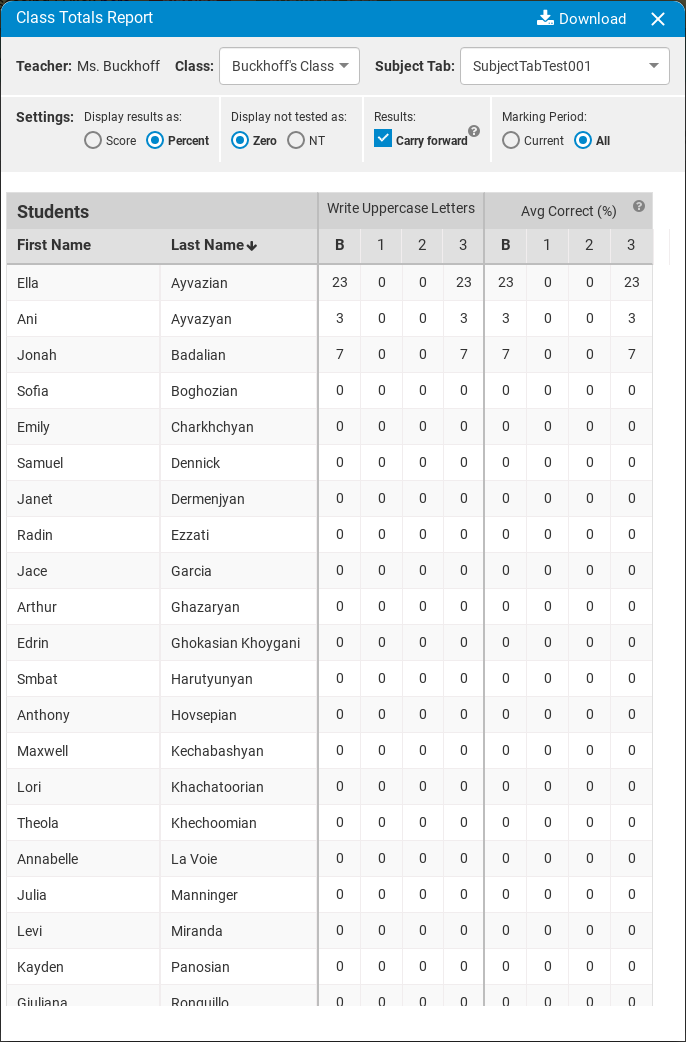 Class Totals Report Download
Teacher: Ms. Buckhoff Class: Buckhoff's Class Subject Tab: SubjectTabTest001
Settings: Display results as: Display not tested as: Results: Marking Period:
Score Percent Zero NT Carry forward ? Current All
Students Write Uppercase Letters Avg Correct (%) ?
First Name Last Name B 1 2 3 B 1 2 3
Ella Ayvazian 23 0 0 23 23 0 0 23
Ani Ayvazyan 3 0 0 3 3 0 0 3
Jonah Badalian 7 0 0 7 7 0 0 7
Sofia Boghozian 0 0 0 0 0 0 0 0
Emily Charkhchyan 0 0 0 0 0 0 0 0
Samuel Dennick 0 0 0 0 0 0 0 0
Janet Dermenjyan 0 0 0 0 0 0 0 0
Radin Ezzati 0 0 0 0 0 0 0 0
Jace Garcia 0 0 0 0 0 0 0 0
Arthur Ghazaryan 0 0 0 0 0 0 0 0
Edrin Ghokasian Khoygani 0 0 0 0 0 0 0 0
Smbat Harutyunyan 0 0 0 0 0 0 0 0
Anthony Hovsepian 0 0 0 0 0 0 0 0
Maxwell Kechabashyan 0 0 0 0 0 0 0 0
Lori Khachatoorian 0 0 0 0 0 0 0 0
Theola Khechoomian 0 0 0 0 0 0 0 0
Annabelle La Voie 0 0 0 0 0 0 0 0
Julia Manninger 0 0 0 0 0 0 0 0
Levi Miranda 0 0 0 0 0 0 0 0
Kayden Panosian 0 0 0 0 0 0 0 0
Giuliana Ronquillo 0 0 0 0 0 0 0 0